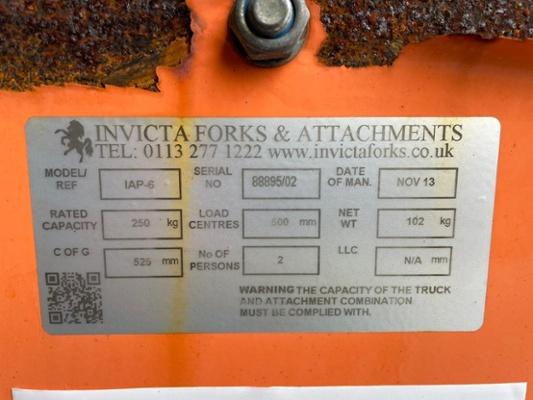 INVICTA FORKS & ATTACHMENTS
TEL: 0113 277 1222 www.invictaforks.co.uk
MODEL/ REF IAP-6 SERIAL NO 88895/02 DATE OF MAN. NOV 13
RATED CAPACITY 250 kg LOAD CENTRES 500 mm NET WT 102 kg
C OF G 525 mm No OF PERSONS 2 LLC N/A mm
WARNING THE CAPACITY OF THE TRUCK
AND ATTACHMENT COMBINATION
MUST BE COMPLIED WITH.